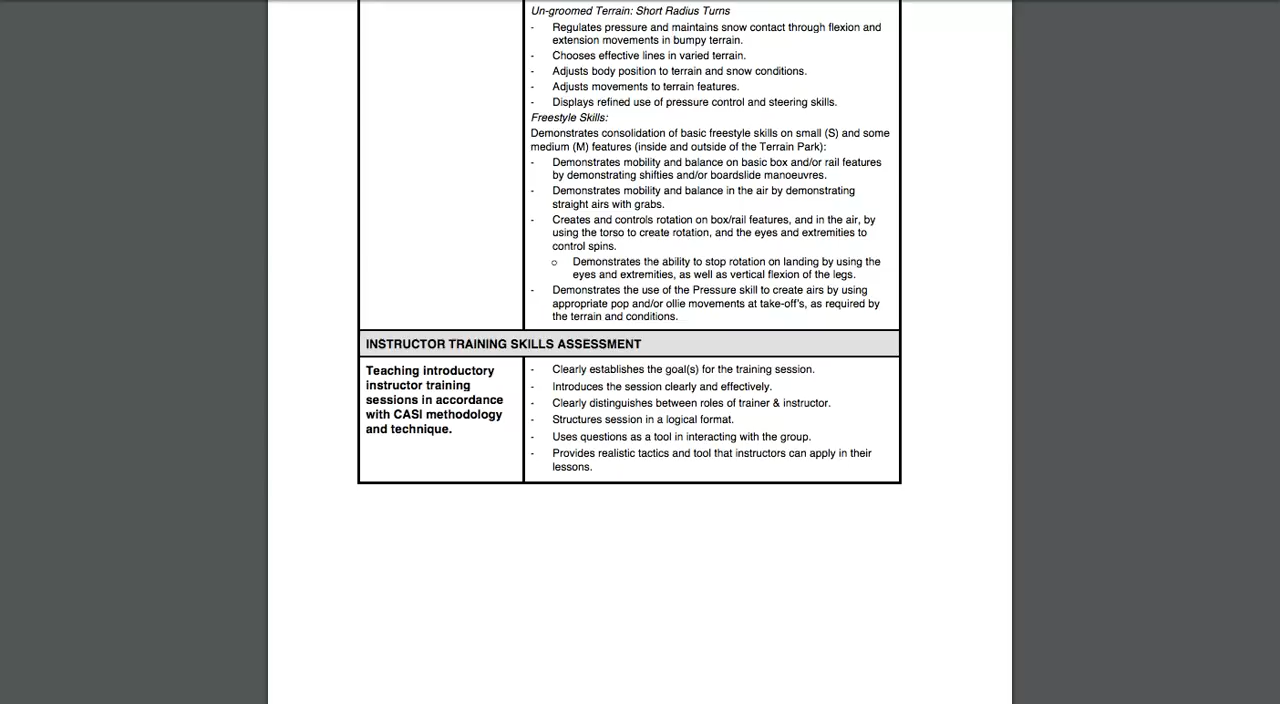 Un-groomed Terrain: Short Radius Turns
- Regulates pressure and maintains snow contact through flexion and
extension movements in bumpy terrain.
- Chooses effective lines in varied terrain.
- Adjusts body position to terrain and snow conditions.
- Adjusts movements to terrain features.
- Displays refined use of pressure control and steering skills.
Freestyle Skills:
Demonstrates consolidation of basic freestyle skills on small (S) and some
medium (M) features (inside and outside of the Terrain Park):
- Demonstrates mobility and balance on basic box and/or rail features
by demonstrating shifties and/or boardslide manoeuvres.
- Demonstrates mobility and balance in the air by demonstrating
straight airs with grabs.
- Creates and controls rotation on box/rail features, and in the air, by
using the torso to create rotation, and the eyes and extremities to
control spins.
o Demonstrates the ability to stop rotation on landing by using the
eyes and extremities, as well as vertical flexion of the legs.
- Demonstrates the use of the Pressure skill to create airs by using
appropriate pop and/or ollie movements at take-off's, as required by
the terrain and conditions.
INSTRUCTOR TRAINING SKILLS ASSESSMENT
Teaching introductory
instructor training
sessions in accordance
with CASI methodology
and technique.
- Clearly establishes the goal(s) for the training session.
- Introduces the session clearly and effectively.
- Clearly distinguishes between roles of trainer & instructor.
- Structures session in a logical format.
- Uses questions as a tool in interacting with the group.
- Provides realistic tactics and tool that instructors can apply in their
lessons.